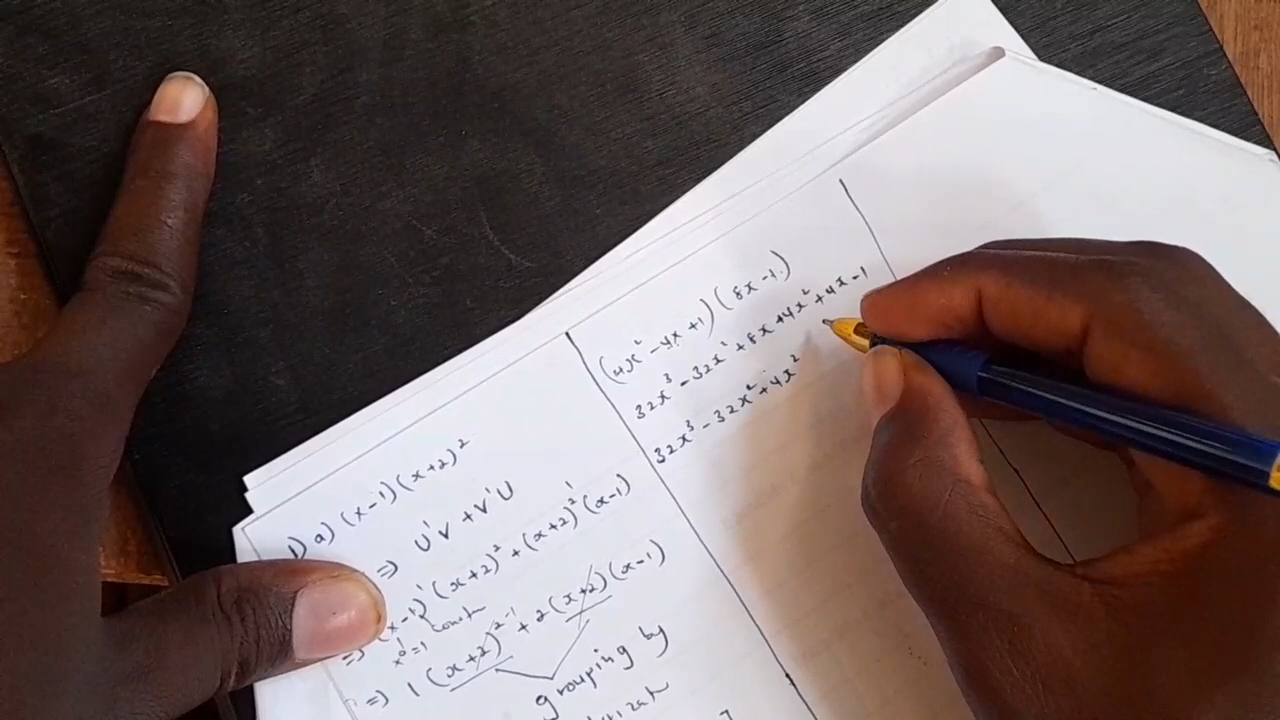 1) a) (x-1)(x+2)²
=) U'V + V'U
=) (x-1)' (x+2)² + (x+2)²' (x-1)
x⁰=1
=) 1 (x+2)²⁻¹ + 2 (x+2)(x-1)
grouping by
(4x² - 4x + 1) (8x - 1)
32x³ - 32x² + 8x + 4x² + 4x - 1
32x³ - 32x² + 4x²